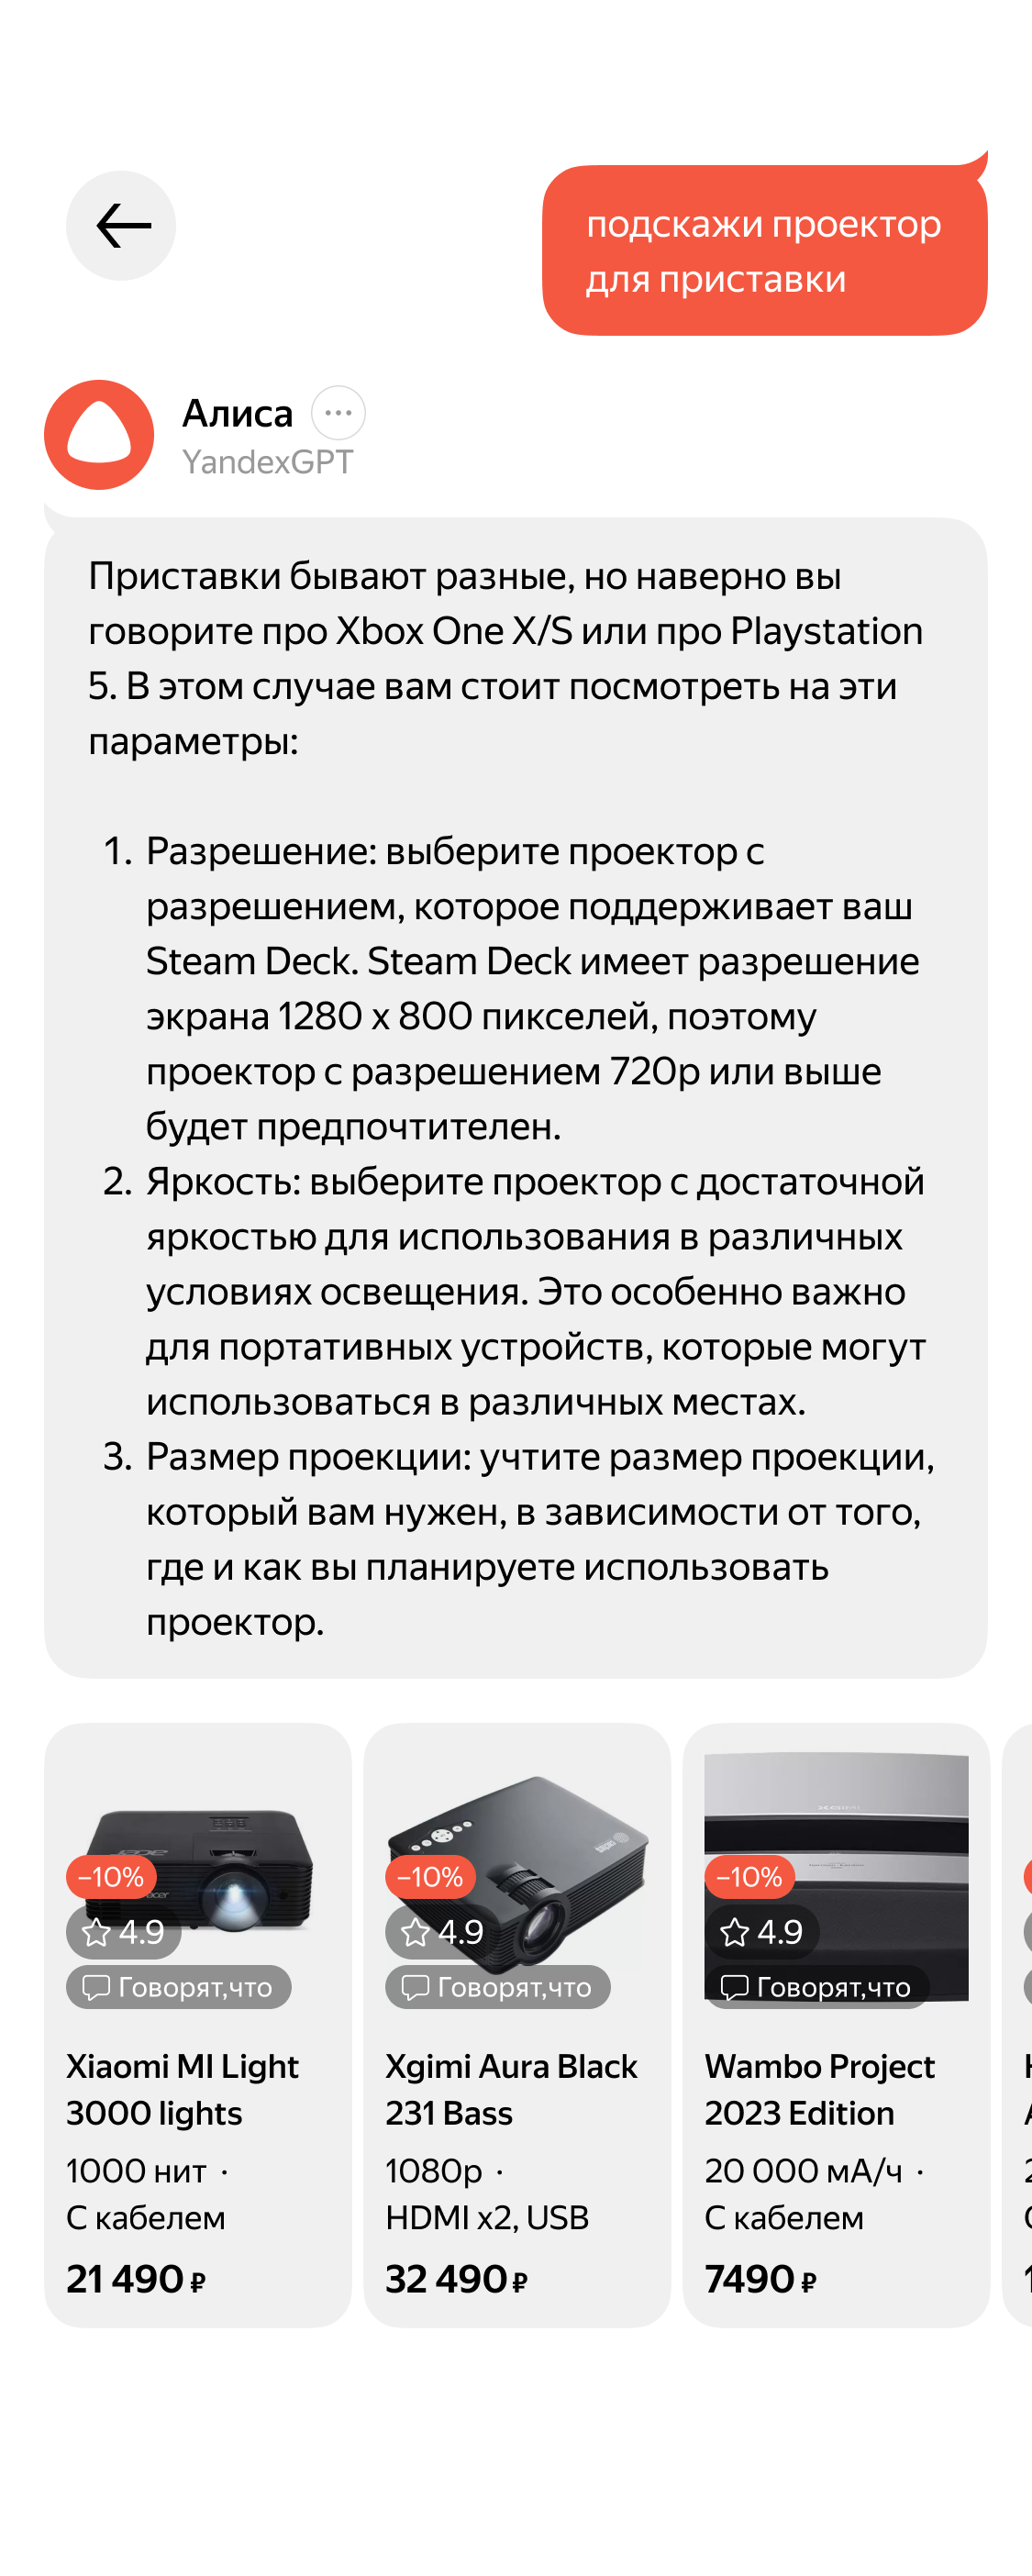 подскажи проектор
для приставки
Алиса
YandexGPT
Приставки бывают разные, но наверно вы
говорите про Xbox One X/S или про Playstation
5. В этом случае вам стоит посмотреть на эти
параметры:
1. Разрешение: выберите проектор с
разрешением, которое поддерживает ваш
Steam Deck. Steam Deck имеет разрешение
экрана 1280 x 800 пикселей, поэтому
проектор с разрешением 720p или выше
будет предпочтителен.
2. Яркость: выберите проектор с достаточной
яркостью для использования в различных
условиях освещения. Это особенно важно
для портативных устройств, которые могут
использоваться в различных местах.
3. Размер проекции: учтите размер проекции,
который вам нужен, в зависимости от того,
где и как вы планируете использовать
проектор.
acer
acer
–10%
4.9
Говорят,что
Xiaomi MI Light
3000 lights
1000 нит ·
С кабелем
21 490 ₽
–10%
4.9
Говорят,что
Xgimi Aura Black
231 Bass
1080p ·
HDMI x2, USB
32 490 ₽
XGIMI
–10%
4.9
Говорят,что
Wambo Project
2023 Edition
20 000 мА/ч ·
С кабелем
7490 ₽